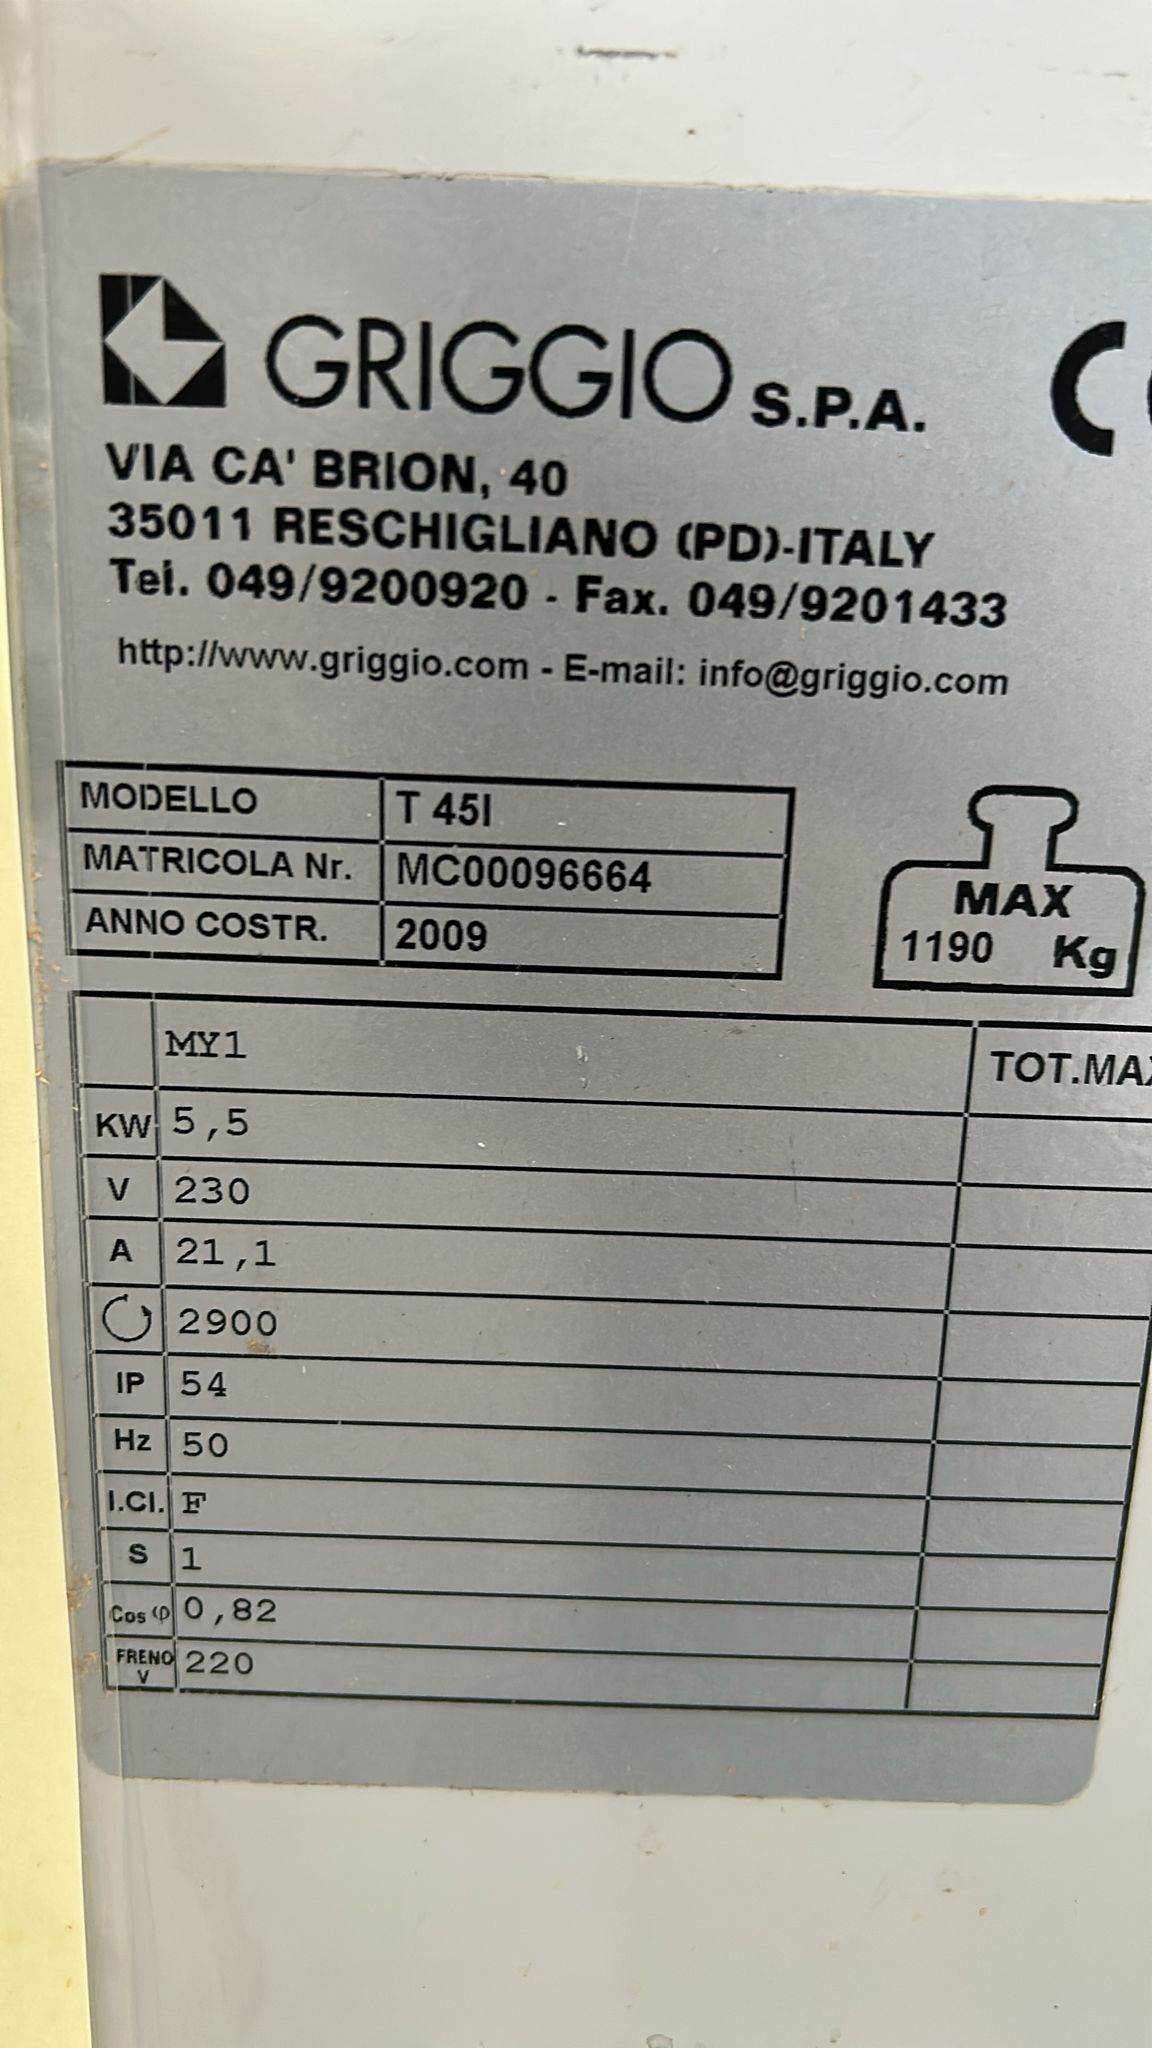 GRIGGIO S.P.A.
VIA CA' BRION, 40
35011 RESCHIGLIANO (PD)-ITALY
Tel. 049/9200920 - Fax. 049/9201433
http://www.griggio.com - E-mail: info@griggio.com
MODELLO T 45I
MATRICOLA Nr. MC00096664
ANNO COSTR. 2009
MAX
1190 Kg
MY1 TOT.MAX
KW 5,5
V 230
A 21,1
2900
IP 54
Hz 50
I.Cl. F
S 1
Cos φ 0,82
FRENO V 220